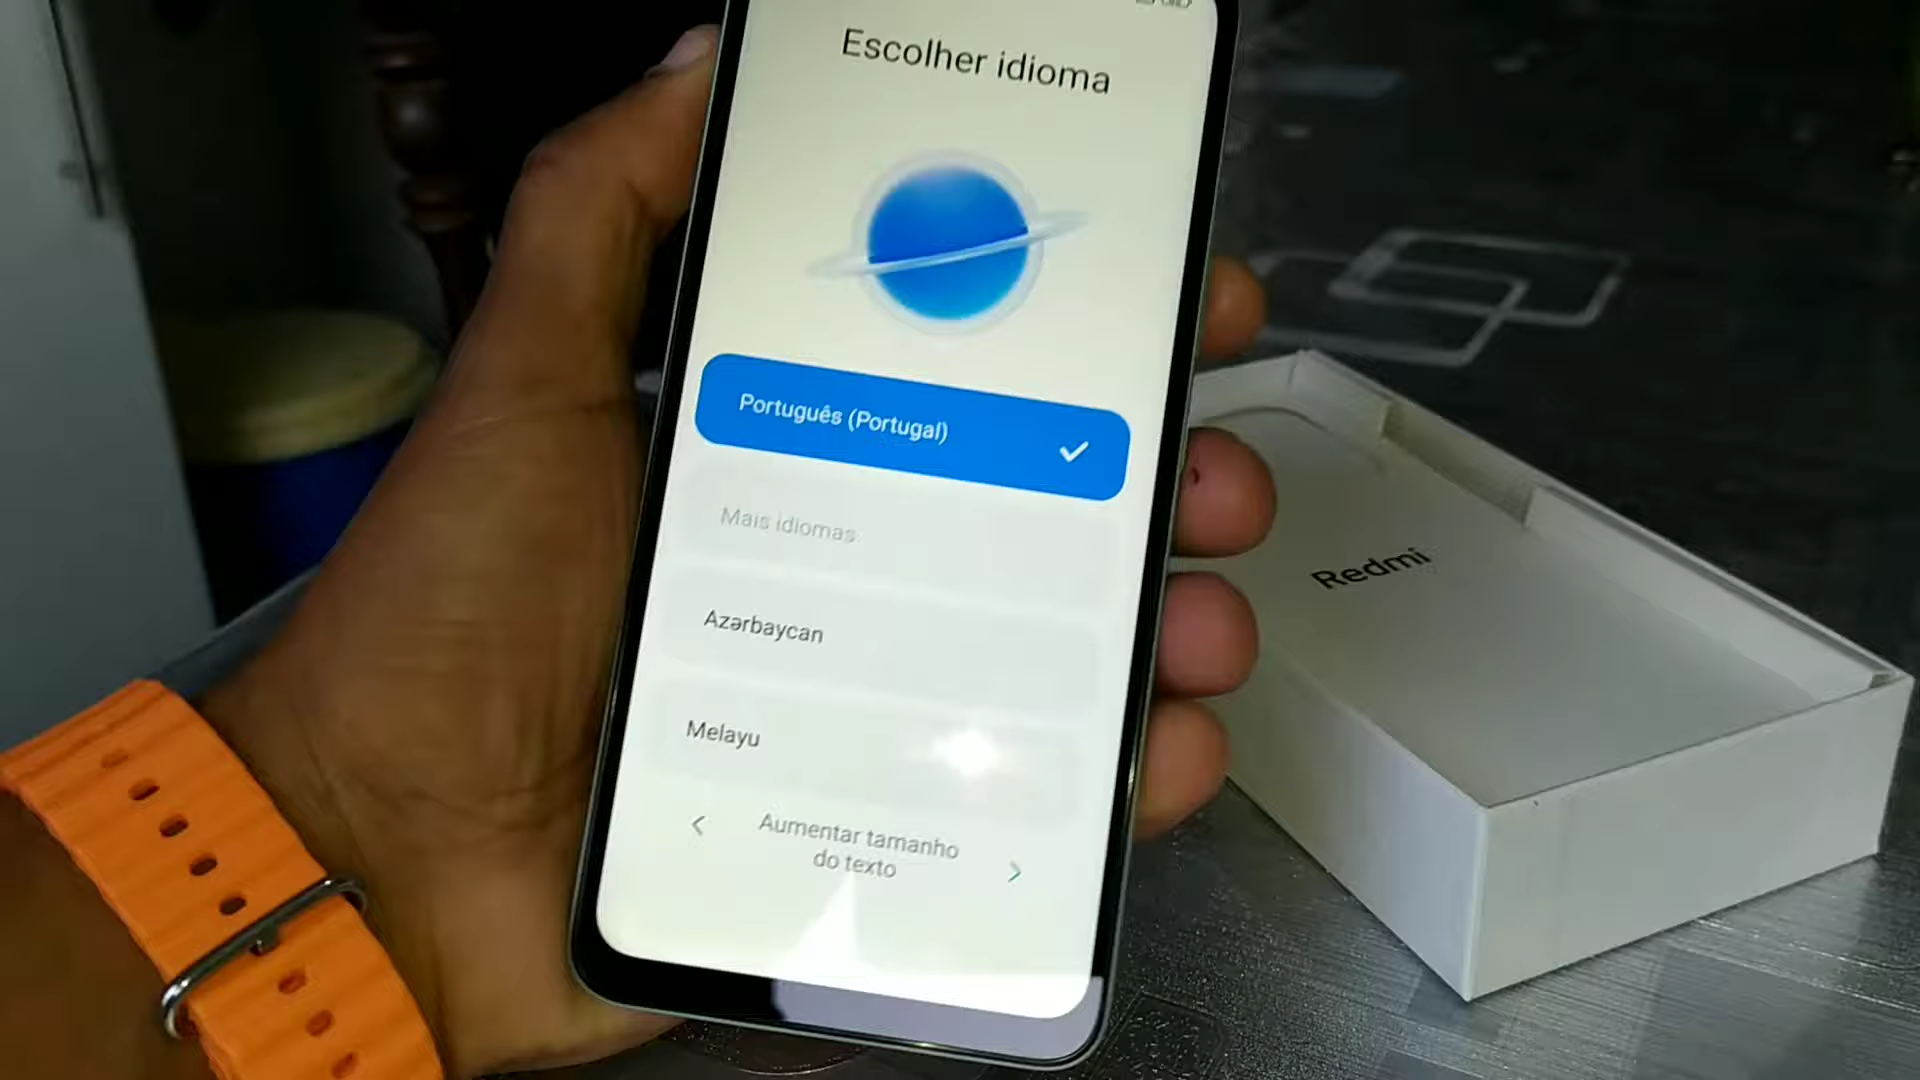 Escolher idioma
Português (Portugal)
Mais idiomas
Azərbaycan
Melayu
Aumentar tamanho
do texto
Redmi